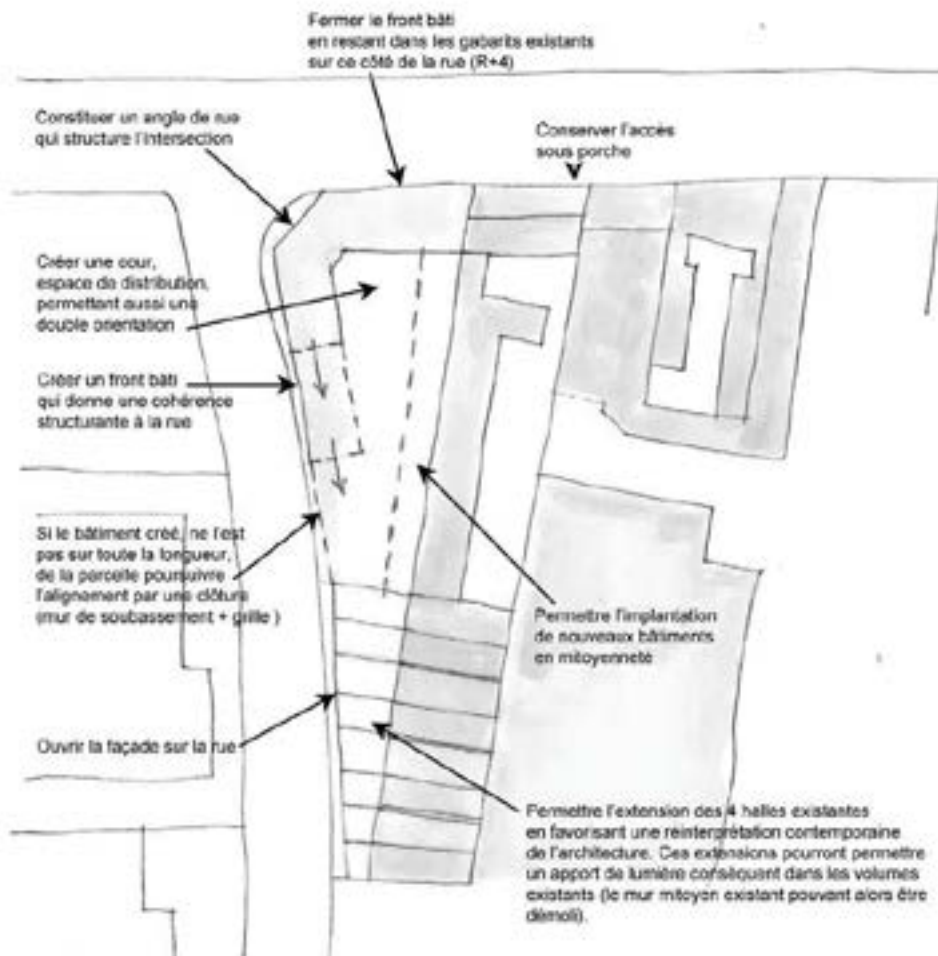 Fermer le front bâti
en restant dans les gabarits existants
sur ce côté de la rue (R+4)
Constituer un angle de rue
qui structure l'intersection
Conserver l'accès
sous porche
Créer une cour,
espace de distribution,
permettant aussi une
double orientation
Créer un front bâti
qui donne une cohérence
structurante à la rue
Si le bâtiment créé, ne l'est
pas sur toute la longueur,
de la parcelle poursuivre
l'alignement par une clôture
(mur de soubassement + grille )
Permettre l'implantation
de nouveaux bâtiments
en mitoyenneté
Ouvrir la façade sur la rue
Permettre l'extension des 4 halles existantes
en favorisant une réinterprétation contemporaine
de l'architecture. Ces extensions pourront permettre
un apport de lumière conséquent dans les volumes
existants (le mur mitoyen existant pouvant alors être
démoli).